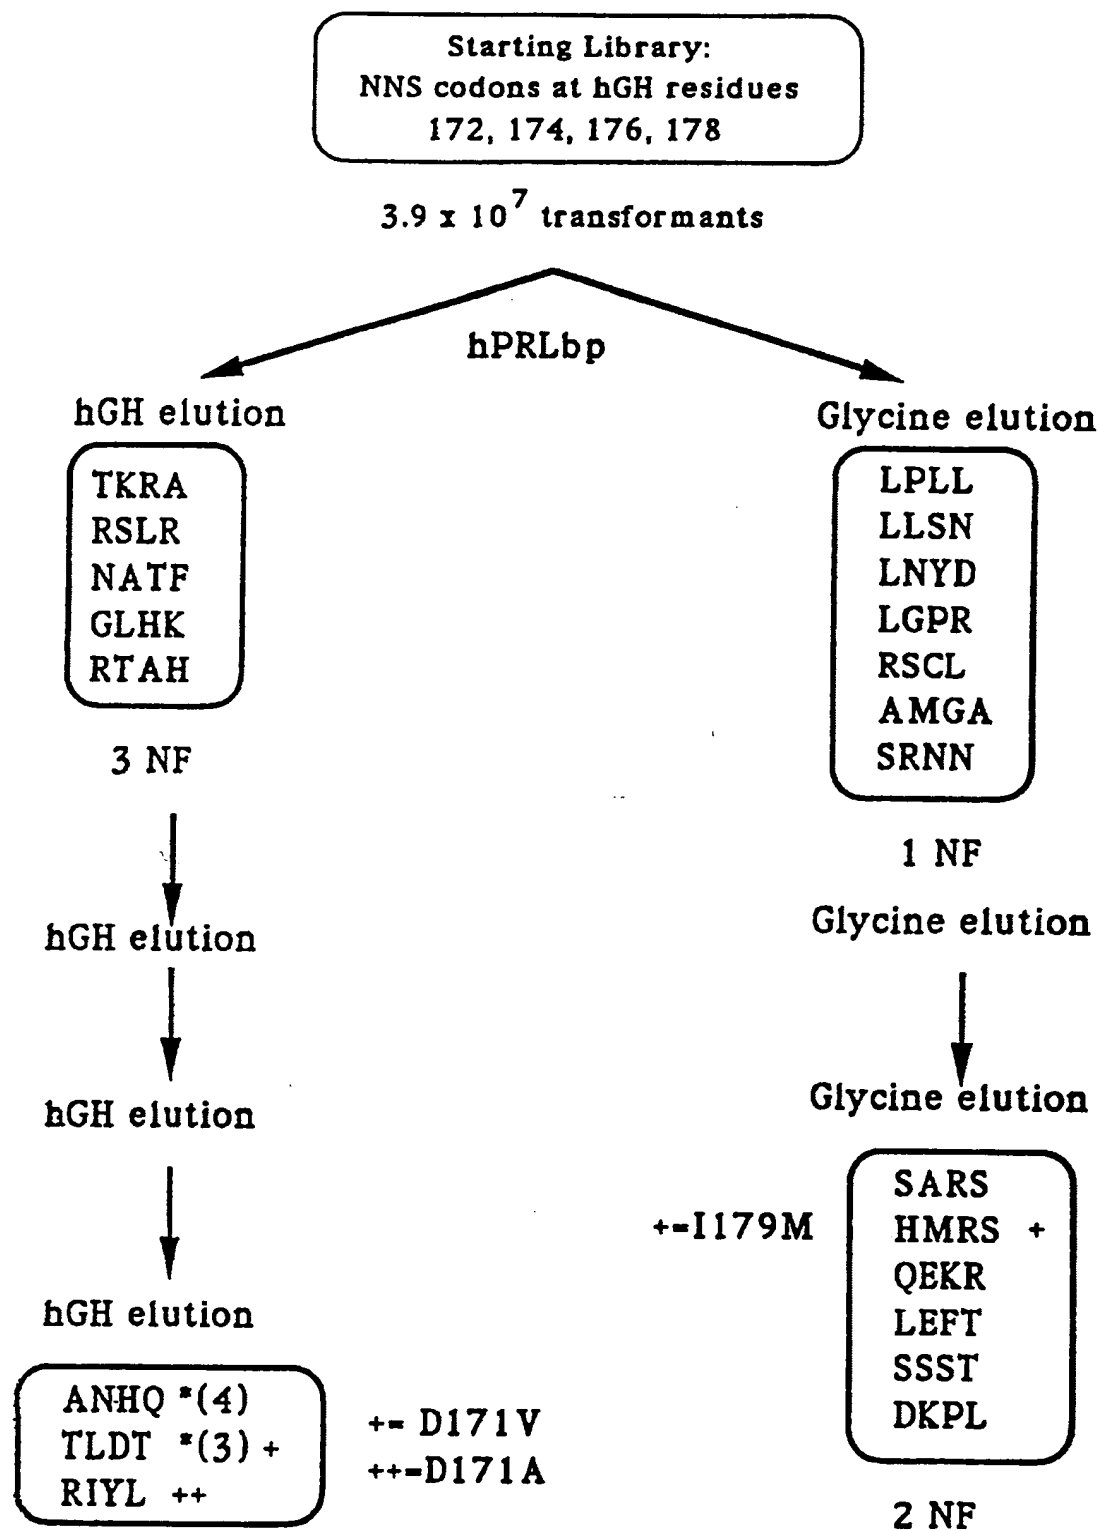 Starting Library:
NNS codons at hGH residues
172, 174, 176, 178
3.9 x 10^7 transformants
hPRLbp
hGH elution
TKRA
RSLR
NATF
GLHK
RTAH
3 NF
hGH elution
hGH elution
hGH elution
ANHQ *(4)
TLDT *(3) +
RIYL ++
+= D171V
++=D171A
Glycine elution
LPLL
LLSN
LNYD
LGPR
RSCL
AMGA
SRNN
1 NF
Glycine elution
Glycine elution
+=I179M
SARS
HMRS +
QEKR
LEFT
SSST
DKPL
2 NF